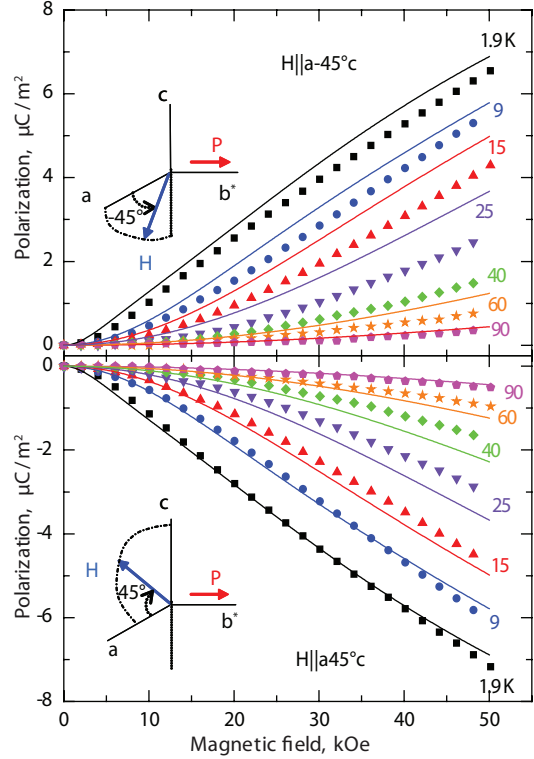 8
6
4
2
0
Polarization, μC / m²
H||a-45°c
1.9K
9
15
25
40
60
90
c
P
a
-45°
b*
H
0
-2
-4
-6
-8
Polarization, μC / m²
90
60
40
25
15
9
1.9K
c
H
P
45°
b*
a
H||a45°c
0
10
20
30
40
50
Magnetic field, kOe